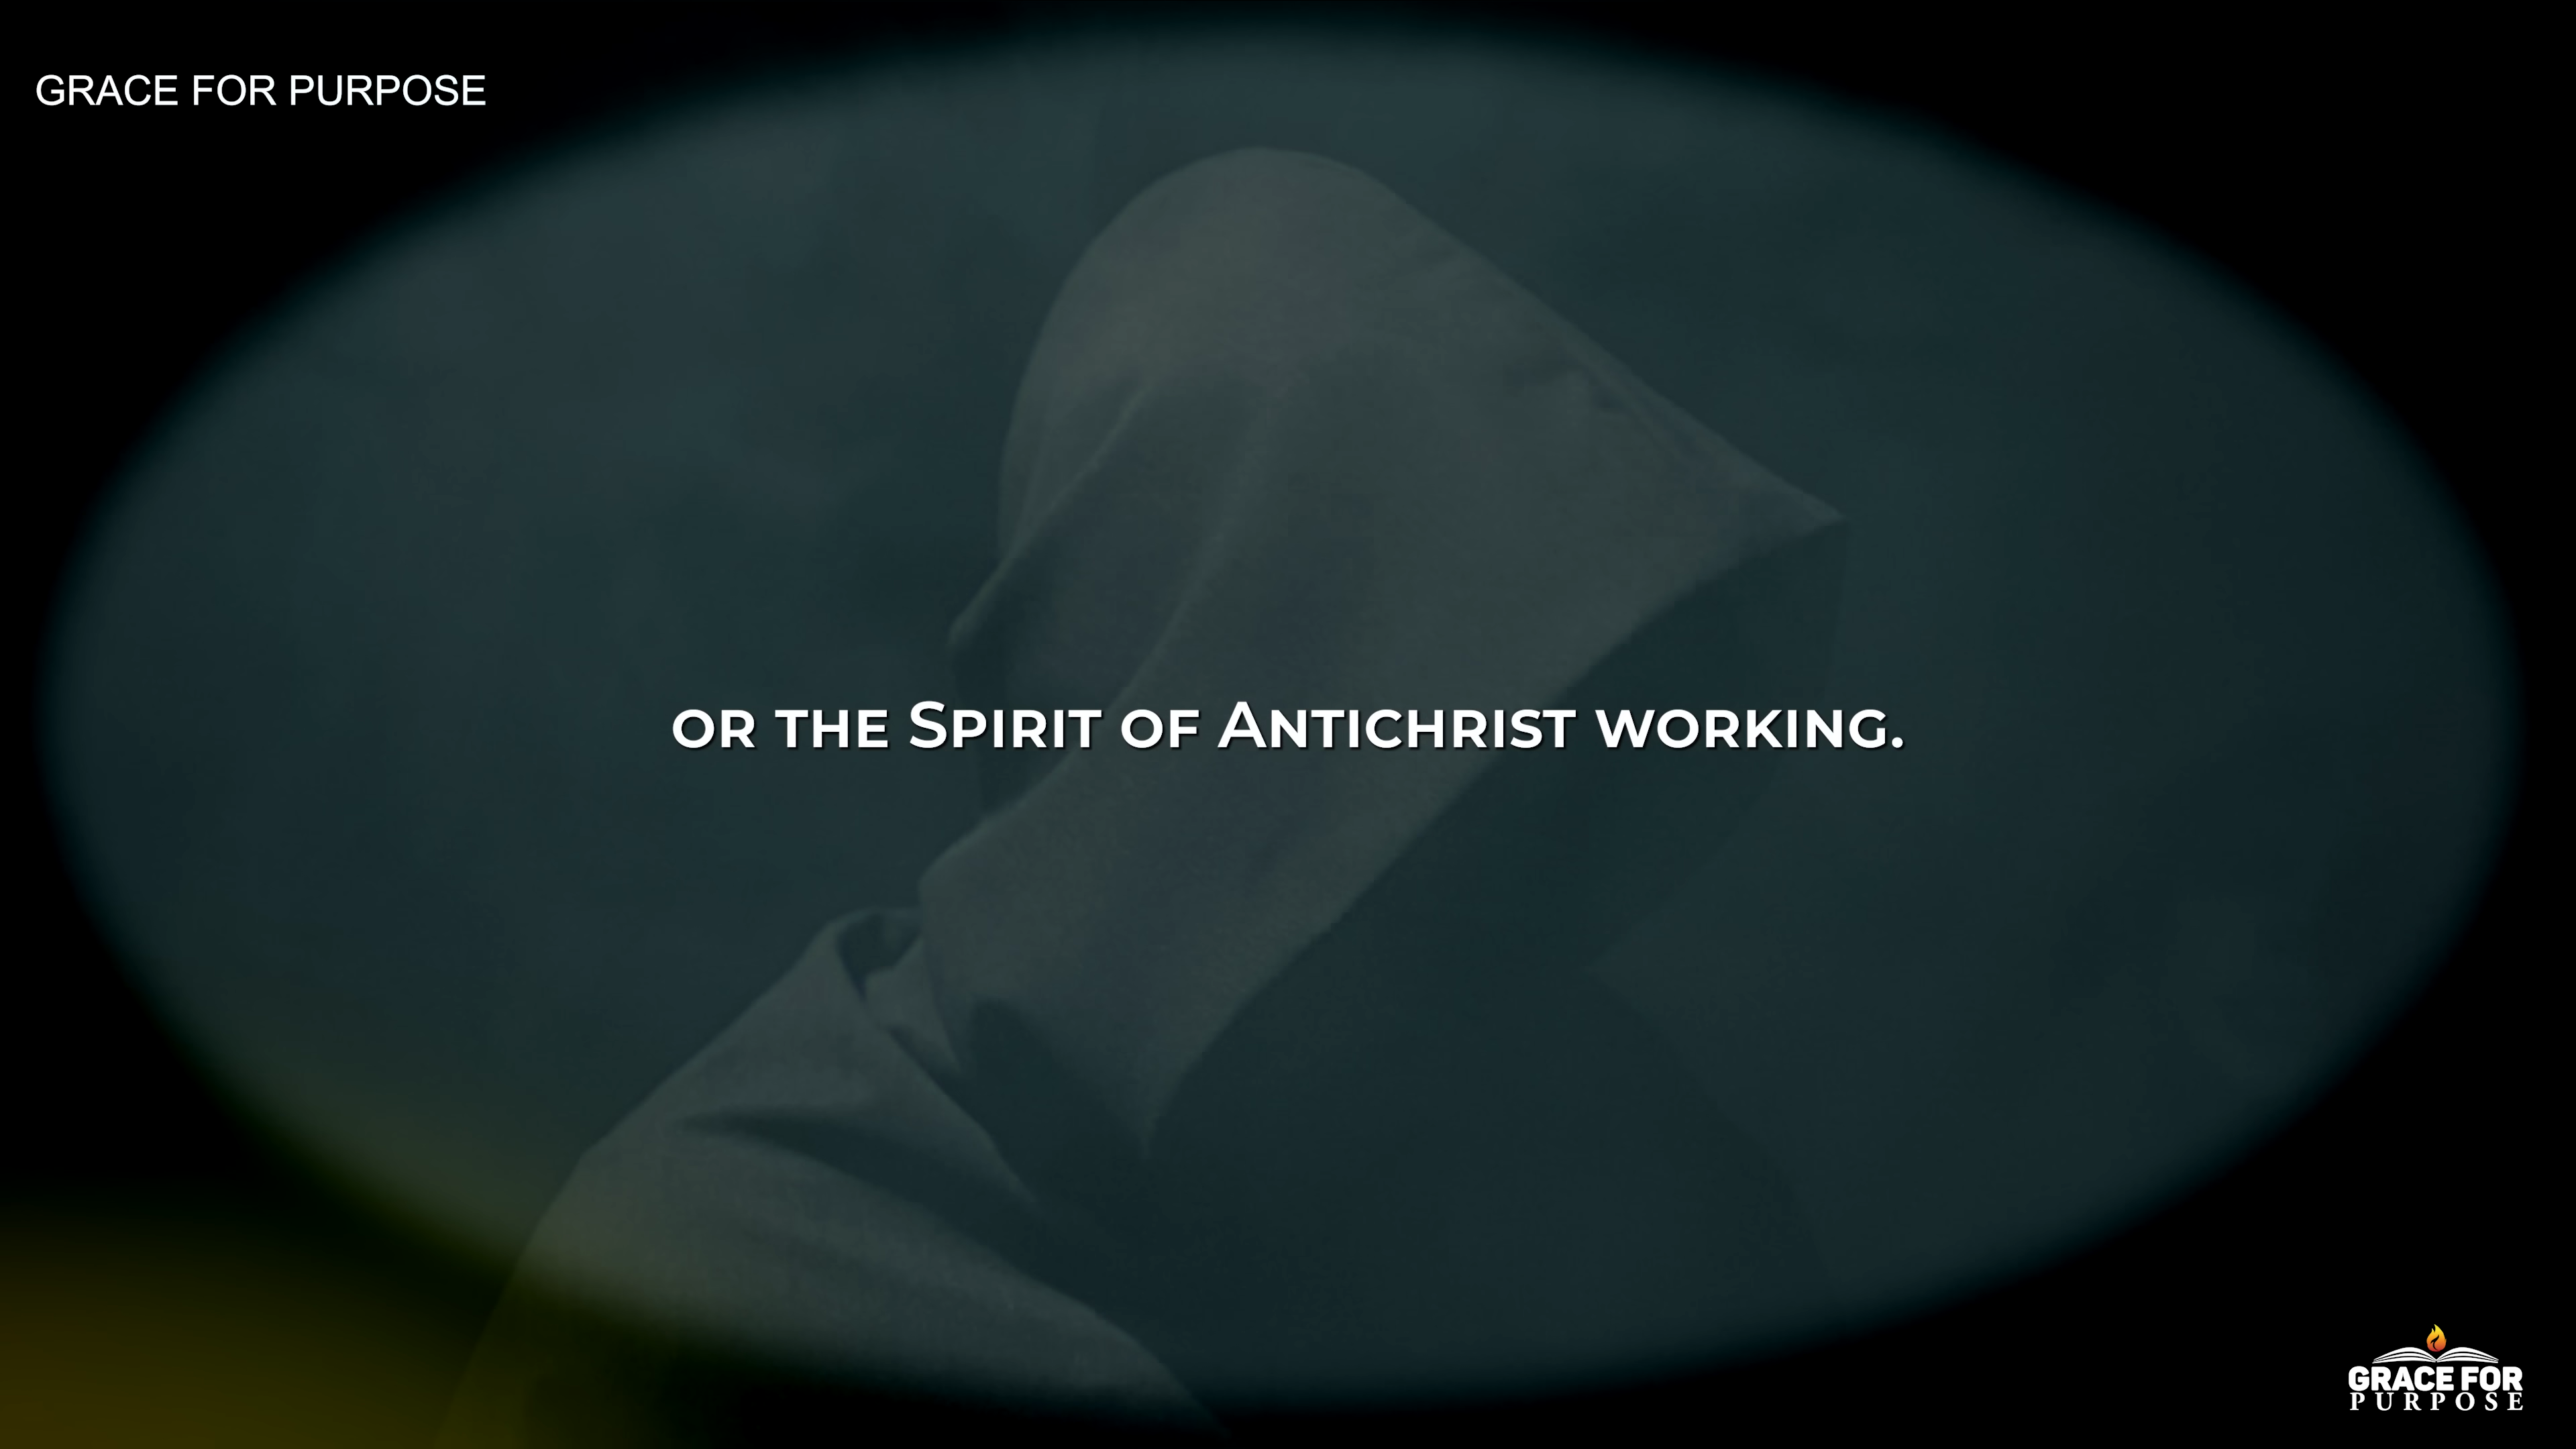 GRACE FOR PURPOSE
OR THE SPIRIT OF ANTICHRIST WORKING.
GRACE FOR
PURPOSE